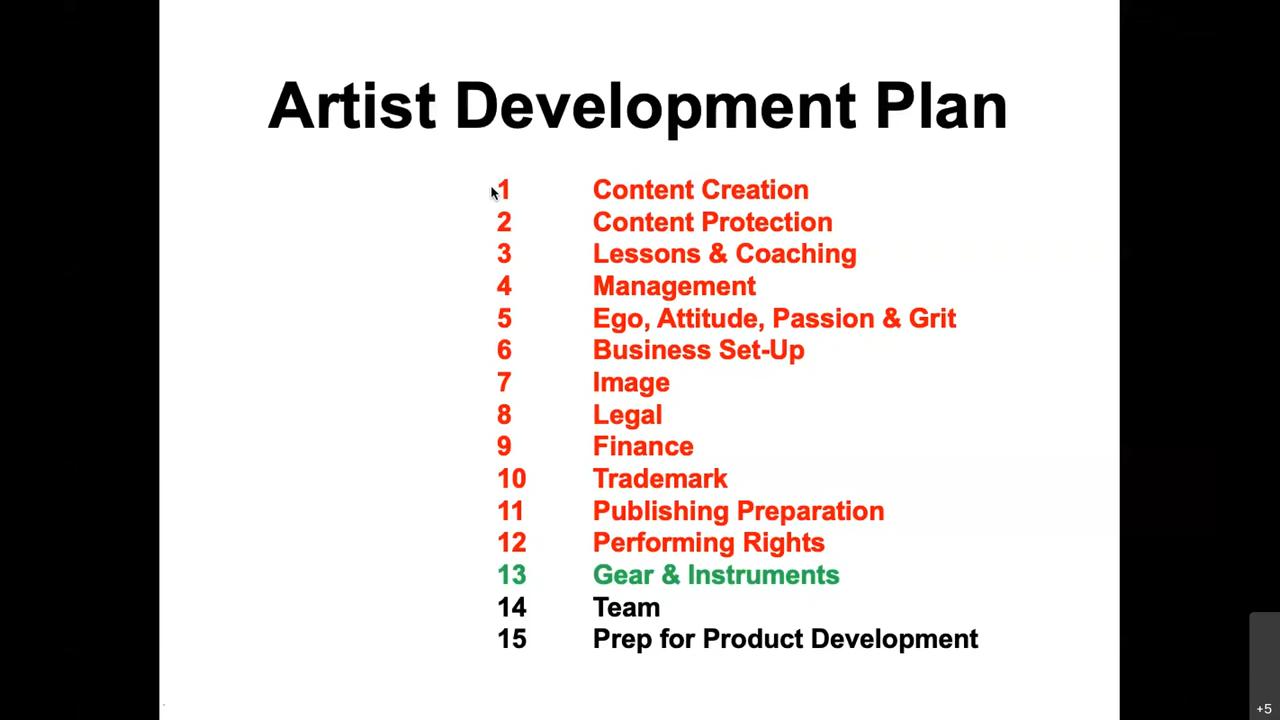 Artist Development Plan
1 Content Creation
2 Content Protection
3 Lessons & Coaching
4 Management
5 Ego, Attitude, Passion & Grit
6 Business Set-Up
7 Image
8 Legal
9 Finance
10 Trademark
11 Publishing Preparation
12 Performing Rights
13 Gear & Instruments
14 Team
15 Prep for Product Development
+5